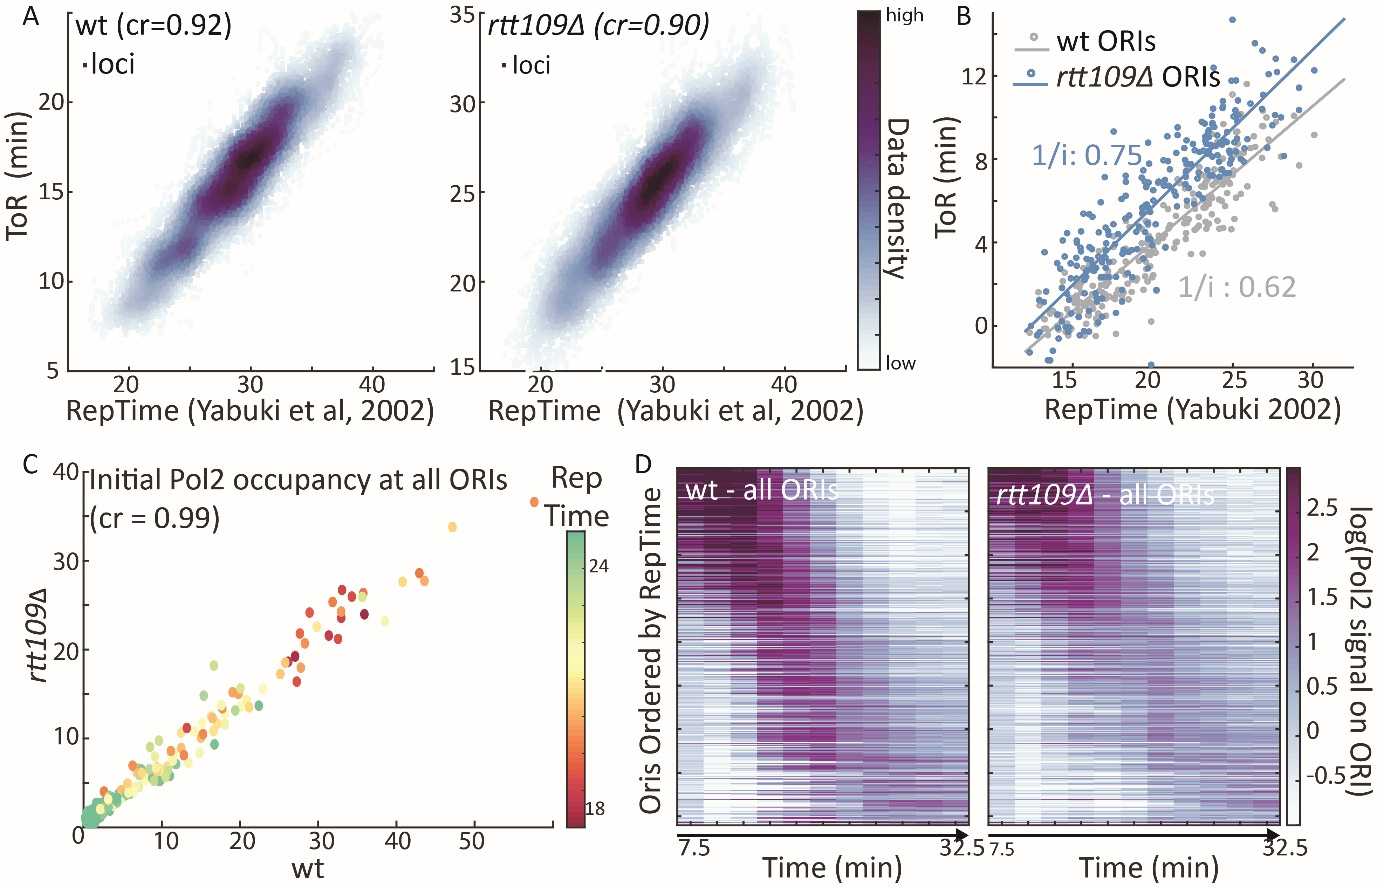 A
wt (cr=0.92)
loci
ToR (min)
20
15
10
5
20
30
40
RepTime (Yabuki et al, 2002)
rtt109Δ (cr=0.90)
loci
35
30
25
20
15
20
30
40
RepTime (Yabuki et al, 2002)
high
Data density
low
B
wt ORIs
rtt109Δ ORIs
1/i: 0.75
1/i : 0.62
ToR (min)
12
8
4
0
15
20
25
30
RepTime (Yabuki 2002)
C
Initial Pol2 occupancy at all ORIs
(cr = 0.99)
rtt109Δ
40
30
20
10
0
10
20
30
40
50
wt
Rep
Time
24
18
D
Oris Ordered by RepTime
wt - all ORIs
7.5
32.5
Time (min)
rtt109Δ - all ORIs
7.5
32.5
Time (min)
2.5
2
1.5
1
0.5
0
-0.5
log(Pol2 signal on ORI)